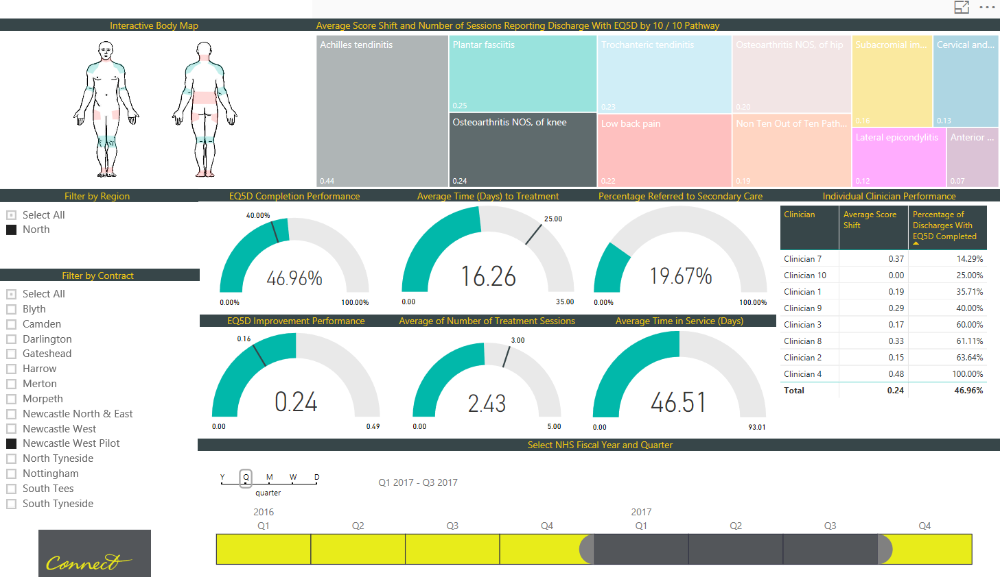 Interactive Body Map
Average Score Shift and Number of Sessions Reporting Discharge With EQ5D by 10 / 10 Pathway
Achilles tendinitis
0.44
Plantar fasciitis
0.25
Osteoarthritis NOS, of knee
0.24
Trochanteric tendinitis
0.23
Low back pain
0.22
Osteoarthritis NOS, of hip
0.20
Non Ten Out of Ten Path...
0.19
Subacromial im...
0.16
Cervical and...
0.13
Lateral epicondylitis
0.12
Anterior ...
0.07
Filter by Region
Select All
North
Filter by Contract
Select All
Blyth
Camden
Darlington
Gateshead
Harrow
Merton
Morpeth
Newcastle North & East
Newcastle West
Newcastle West Pilot
North Tyneside
Nottingham
South Tees
South Tyneside
Connect
EQ5D Completion Performance
40.00%
46.96%
0.00%
100.00%
Average Time (Days) to Treatment
25.00
16.26
0.00
35.00
Percentage Referred to Secondary Care
19.67%
0.00%
100.00%
EQ5D Improvement Performance
0.16
0.24
0.00
0.49
Average of Number of Treatment Sessions
3.00
2.43
0.00
5.00
Average Time in Service (Days)
46.51
0.00
93.01
Individual Clinician Performance
Clinician Average Score Shift Percentage of Discharges With EQ5D Completed
Clinician 7 0.37 14.29%
Clinician 10 0.00 25.00%
Clinician 1 0.19 35.71%
Clinician 9 0.29 40.00%
Clinician 3 0.17 60.00%
Clinician 8 0.33 61.11%
Clinician 2 0.15 63.64%
Clinician 4 0.48 100.00%
Total 0.24 46.96%
Select NHS Fiscal Year and Quarter
Y Q M W D
quarter
Q1 2017 - Q3 2017
2016 2017
Q1 Q2 Q3 Q4 Q1 Q2 Q3 Q4